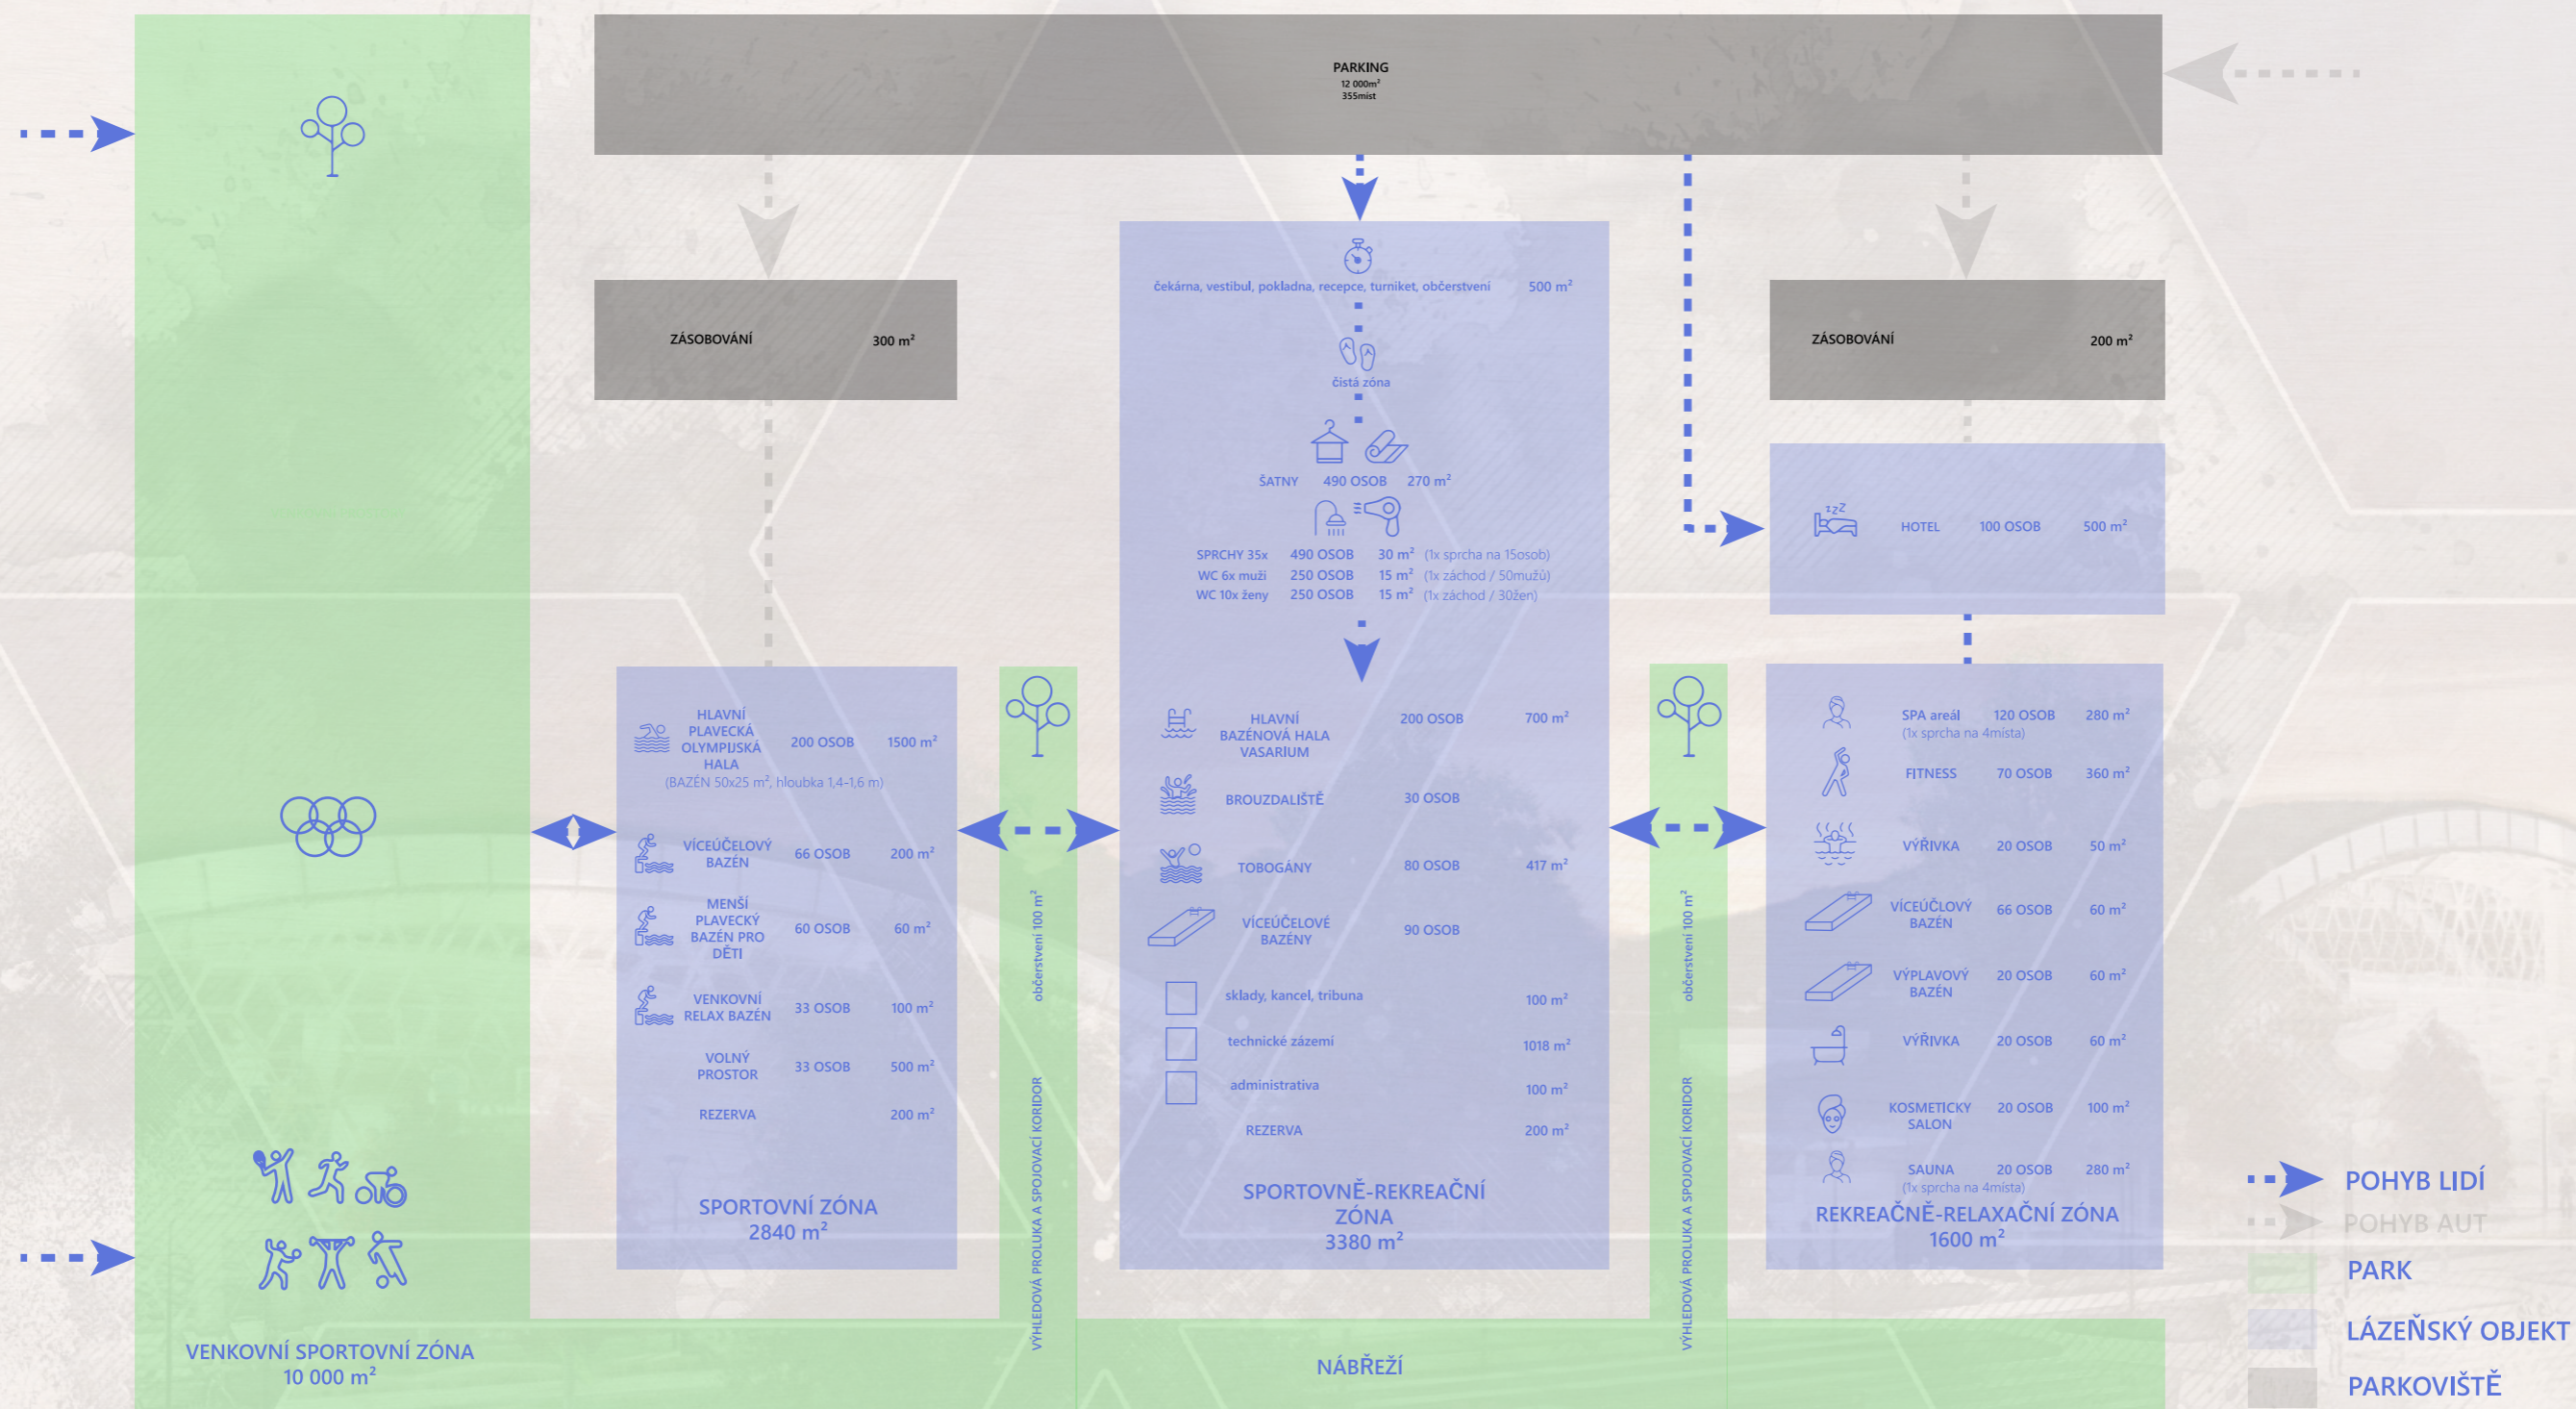 PARKING
12 000m²
355míst
čekárna, vestibul, pokladna, recepce, turniket, občerstvení 500 m²
ZÁSOBOVÁNÍ 300 m²
ZÁSOBOVÁNÍ 200 m²
čistá zóna
ŠATNY 490 OSOB 270 m²
SPRCHY 35x 490 OSOB 30 m² (1x sprcha na 15osob)
WC 6x muži 250 OSOB 15 m² (1x záchod / 50mužů)
WC 10x ženy 250 OSOB 15 m² (1x záchod / 30žen)
zzZ
HOTEL 100 OSOB 500 m²
HLAVNÍ
PLAVECKÁ
OLYMPIJSKÁ
HALA
200 OSOB 1500 m²
(BAZÉN 50x25 m², hloubka 1,4-1,6 m)
VÍCEÚČELOVÝ
BAZÉN
66 OSOB 200 m²
MENŠÍ
PLAVECKÝ
BAZÉN PRO
DĚTI
60 OSOB 60 m²
VENKOVNÍ
RELAX BAZÉN
33 OSOB 100 m²
VOLNÝ
PROSTOR
33 OSOB 500 m²
REZERVA 200 m²
SPORTOVNÍ ZÓNA
2840 m²
občerstvení 100 m²
VÝHLEDOVÁ PROLUKA A SPOJOVACÍ KORIDOR
HLAVNÍ
BAZÉNOVÁ HALA
VASARIUM
200 OSOB 700 m²
BROUZDALIŠTĚ 30 OSOB
TOBOGÁNY 80 OSOB 417 m²
VÍCEÚČELOVÉ
BAZÉNY
90 OSOB
sklady, kancel, tribuna 100 m²
technické zázemí 1018 m²
administrativa 100 m²
REZERVA 200 m²
SPORTOVNĚ-REKREAČNÍ
ZÓNA
3380 m²
občerstvení 100 m²
VÝHLEDOVÁ PROLUKA A SPOJOVACÍ KORIDOR
SPA areál 120 OSOB 280 m²
(1x sprcha na 4místa)
FITNESS 70 OSOB 360 m²
VÝŘIVKA 20 OSOB 50 m²
VÍCEÚČLOVÝ
BAZÉN
66 OSOB 60 m²
VÝPLAVOVÝ
BAZÉN
20 OSOB 60 m²
VÝŘIVKA 20 OSOB 60 m²
KOSMETICKY
SALON
20 OSOB 100 m²
SAUNA 20 OSOB 280 m²
(1x sprcha na 4místa)
REKREAČNĚ-RELAXAČNÍ ZÓNA
1600 m²
VENKOVNÍ SPORTOVNÍ ZÓNA
10 000 m²
NÁBŘEŽÍ
POHYB LIDÍ
POHYB AUT
PARK
LÁZEŇSKÝ OBJEKT
PARKOVIŠTĚ